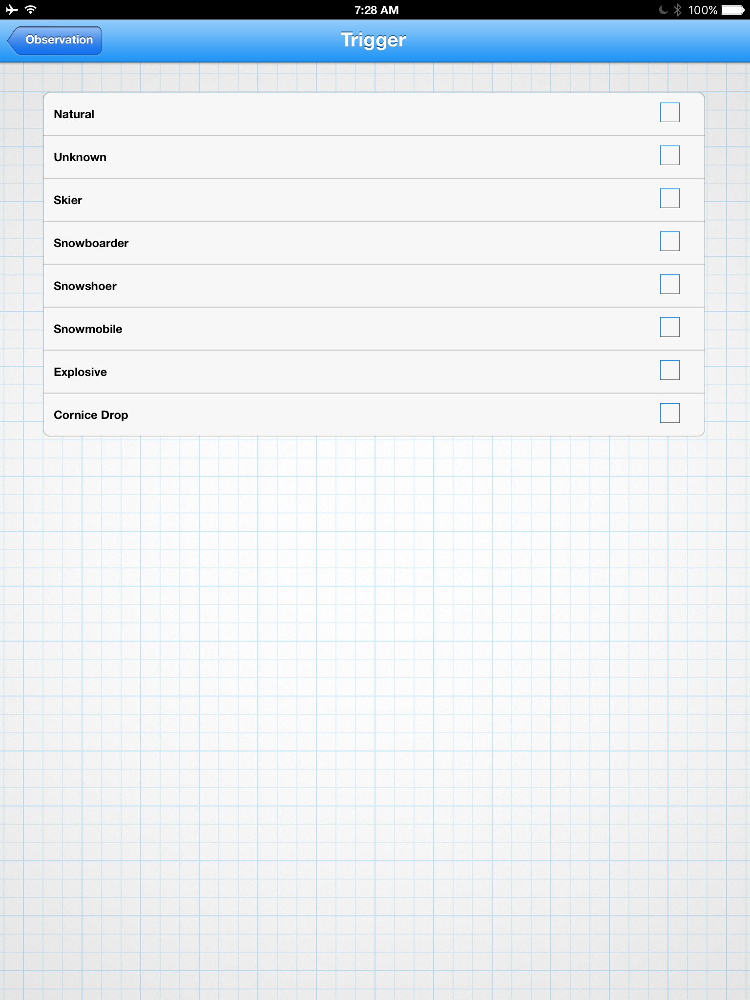 7:28 AM
100%
Observation
Trigger
Natural
Unknown
Skier
Snowboarder
Snowshoer
Snowmobile
Explosive
Cornice Drop